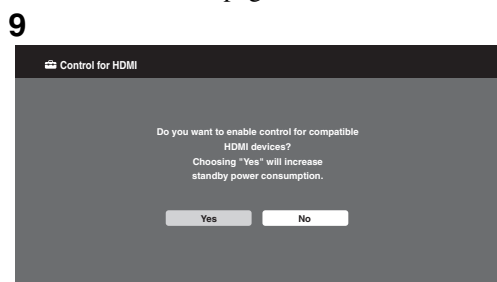 9
Control for HDMI
Do you want to enable control for compatible
HDMI devices?
Choosing "Yes" will increase
standby power consumption.
Yes No